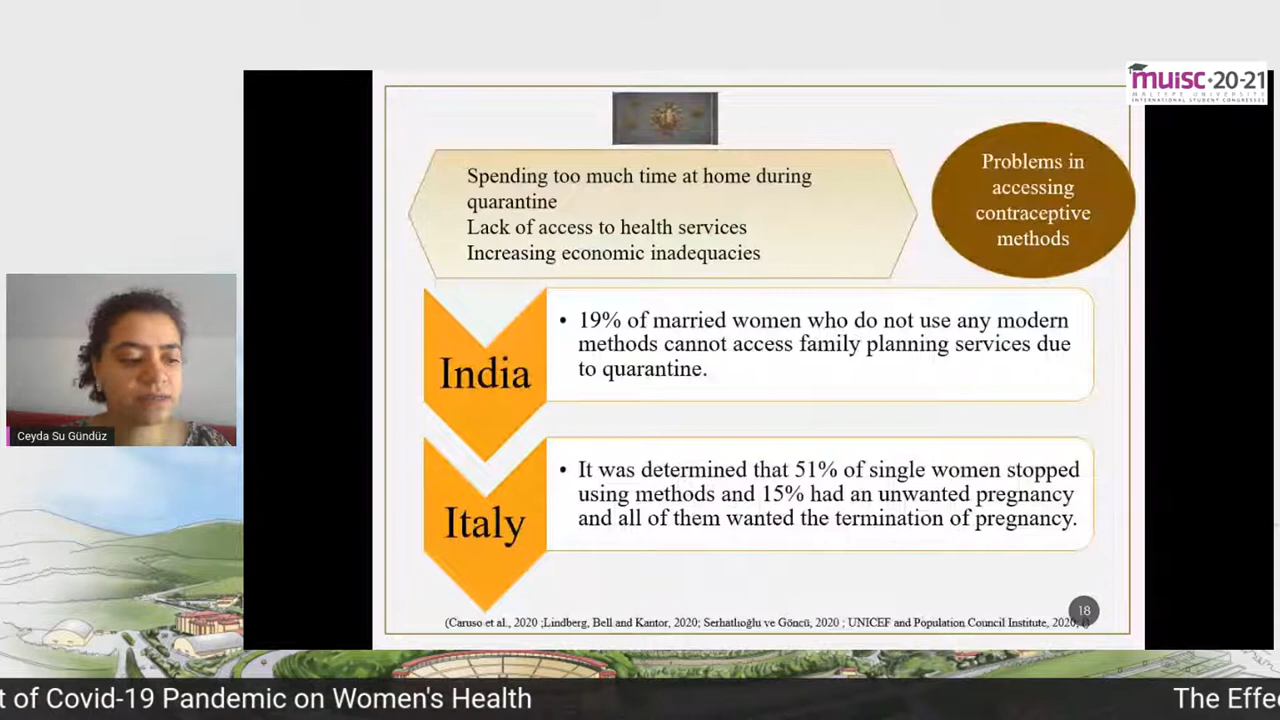 muisc·20-21
MALTEPE UNIVERSITY
INTERNATIONAL STUDENT CONGRESSES
Spending too much time at home during
quarantine
Lack of access to health services
Increasing economic inadequacies
Problems in
accessing
contraceptive
methods
India
• 19% of married women who do not use any modern
methods cannot access family planning services due
to quarantine.
Italy
• It was determined that 51% of single women stopped
using methods and 15% had an unwanted pregnancy
and all of them wanted the termination of pregnancy.
18
(Caruso et al., 2020 ;Lindberg, Bell and Kantor, 2020; Serhatlıoğlu ve Göncü, 2020 ; UNICEF and Population Council Institute, 2020;
Ceyda Su Gündüz
t of Covid-19 Pandemic on Women's Health
The Effe